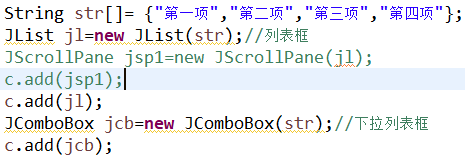 String str[]= {"第一项","第二项","第三项","第四项"};
JList jl=new JList(str);//列表框
JScrollPane jsp1=new JScrollPane(jl);
c.add(jsp1);
c.add(jl);
JComboBox jcb=new JComboBox(str);//下拉列表框
c.add(jcb);